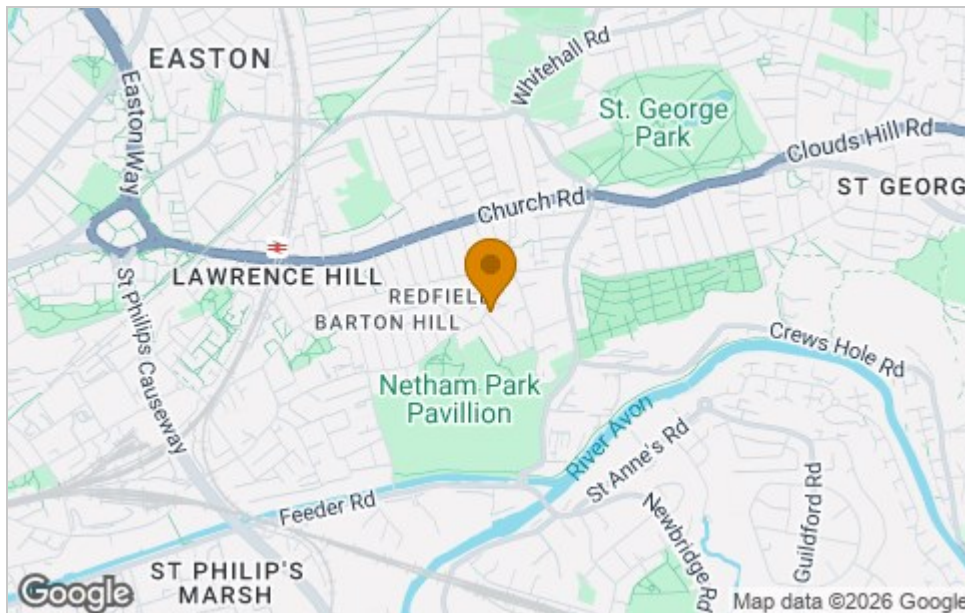 EASTON
Easton Way
Whitehall Rd
St. George
Park
Clouds Hill Rd
ST GEORG
Church Rd
LAWRENCE HILL
REDFIEL
BARTON HILL
St Philips Causeway
Netham Park
Pavillion
Crews Hole Rd
River Avon
St Anne's Rd
Feeder Rd
Newbridge Rd
Guildford Rd
ST PHILIP'S
MARSH
Google
Map data ©2026 Google